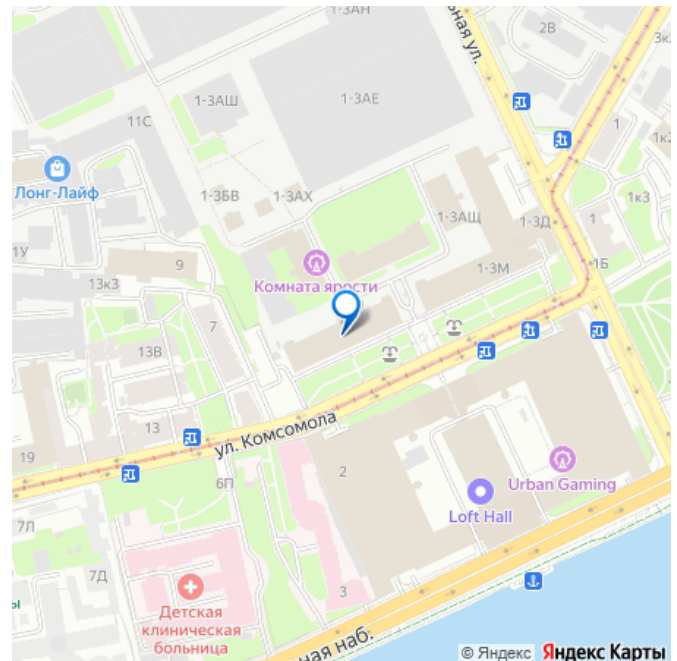 1-3АН
2В
3к
ьная ул.
1-3АШ
1-3АЕ
11С
1
1к2
Лонг-Лайф
1-3БВ
1-3АХ
1-3АЩ
1к3
1-3Д
1
1У
9
1-3М
1Б
13к3
Комната ярости
7
13В
13
ул. Комсомола
19
2
6П
Urban Gaming
Loft Hall
7Л
7Д
3
ы
Детская
клиническая
больница
ная наб.
© Яндекс Яндекс Карты